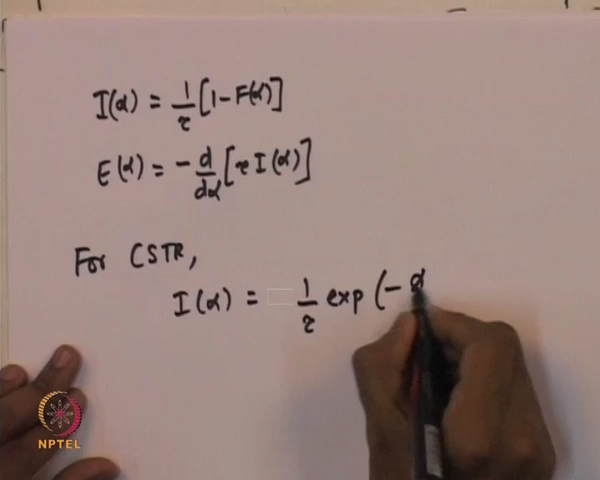 I(α) = 1/τ [1 - F(α)]
E(α) = - d/dα [τ I(α)]
For CSTR,
I(α) = 1/τ exp (- α
NPTEL